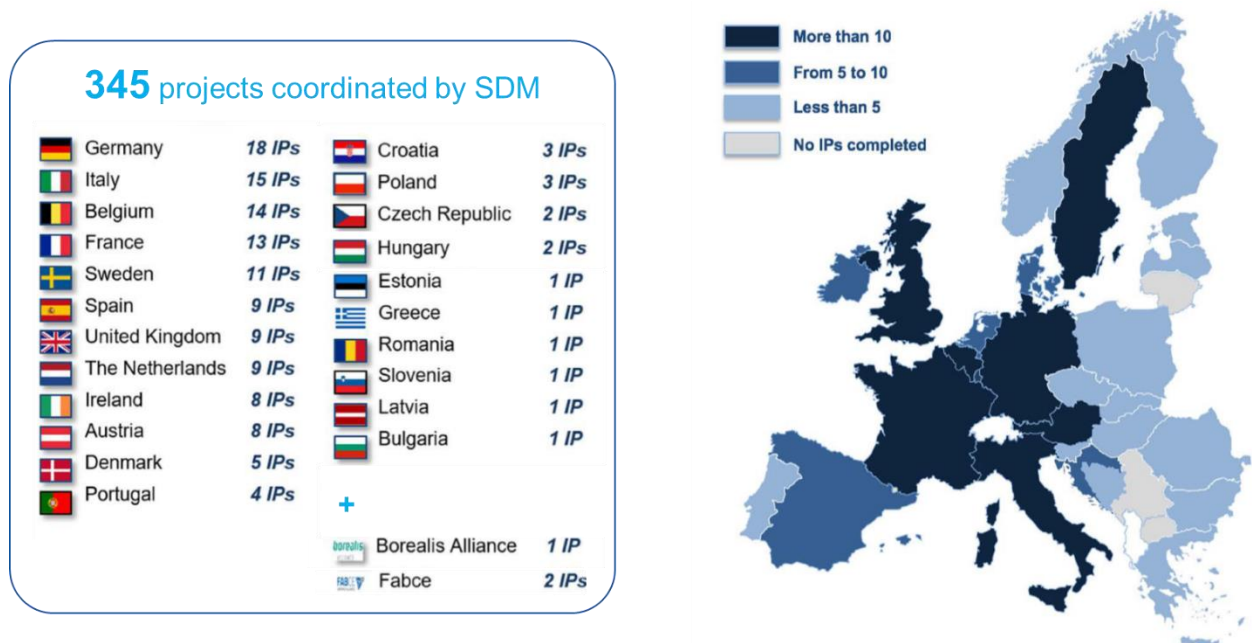 345 projects coordinated by SDM
Germany 18 IPs
Italy 15 IPs
Belgium 14 IPs
France 13 IPs
Sweden 11 IPs
Spain 9 IPs
United Kingdom 9 IPs
The Netherlands 9 IPs
Ireland 8 IPs
Austria 8 IPs
Denmark 5 IPs
Portugal 4 IPs
Croatia 3 IPs
Poland 3 IPs
Czech Republic 2 IPs
Hungary 2 IPs
Estonia 1 IP
Greece 1 IP
Romania 1 IP
Slovenia 1 IP
Latvia 1 IP
Bulgaria 1 IP
+
borealis
Borealis Alliance 1 IP
FABCE
Fabce 2 IPs
More than 10
From 5 to 10
Less than 5
No IPs completed